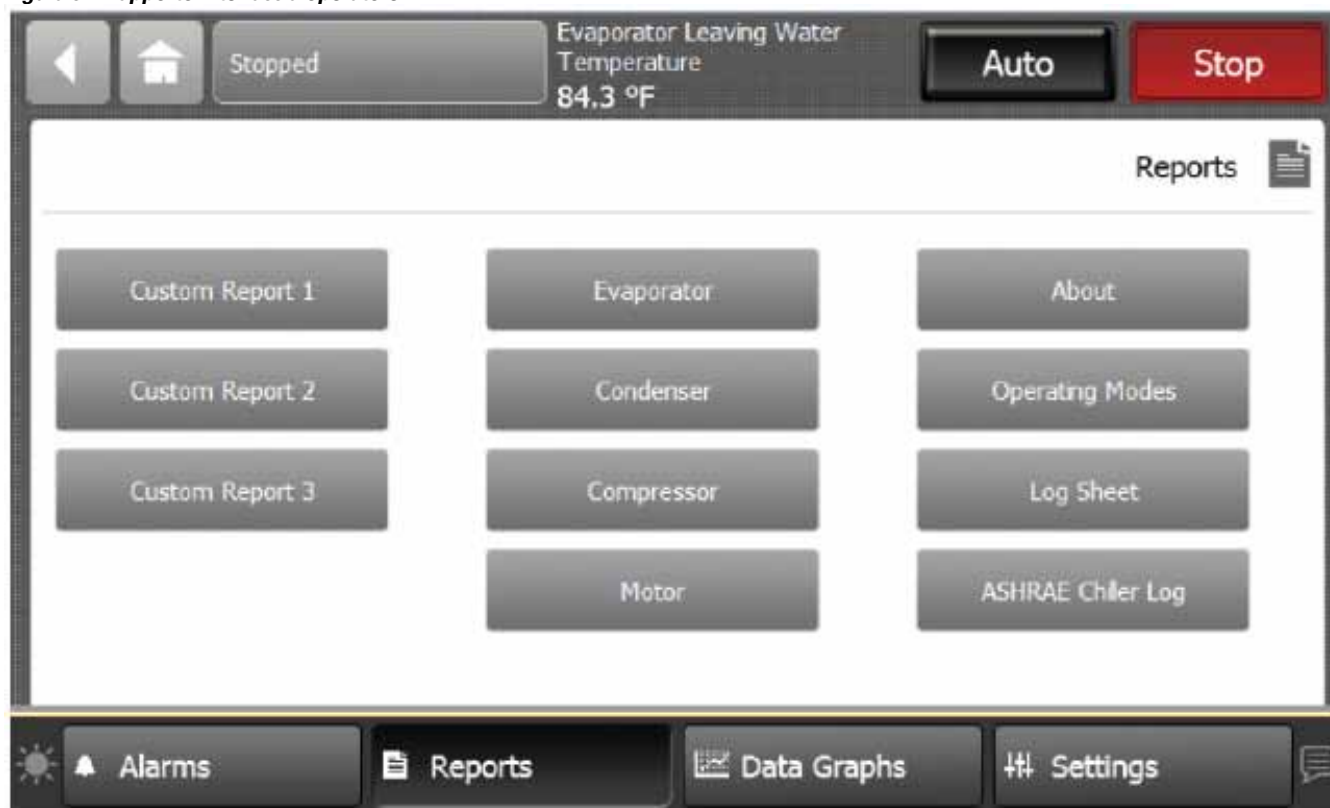 Stopped
Evaporator Leaving Water
Temperature
84.3 ºF
Auto
Stop
Reports
Custom Report 1
Evaporator
About
Custom Report 2
Condenser
Operating Modes
Custom Report 3
Compressor
Log Sheet
Motor
ASHRAE Chiller Log
Alarms
Reports
Data Graphs
Settings